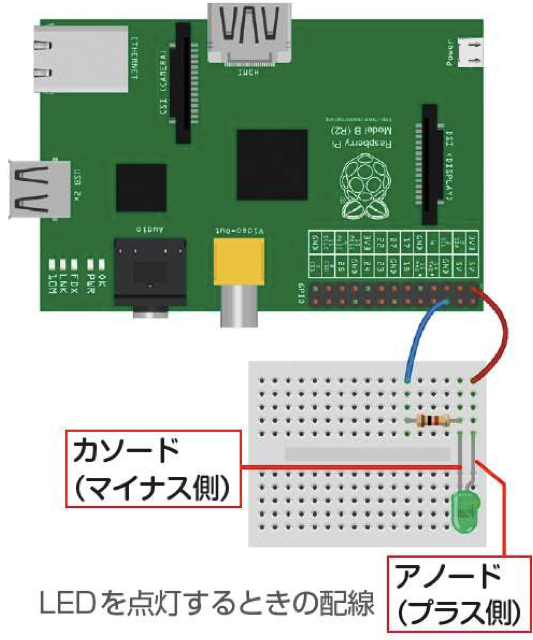 ETHERNET
CSI (CAMERA)
HDMI
Power
Raspberry Pi
Model B (R2)
DSI (DISPLAY)
USB 2x
Audio
Video-Out
10M
LNK
FDX
PWR
OK
GPIO
カソード
(マイナス側)
アノード
(プラス側)
LEDを点灯するときの配線